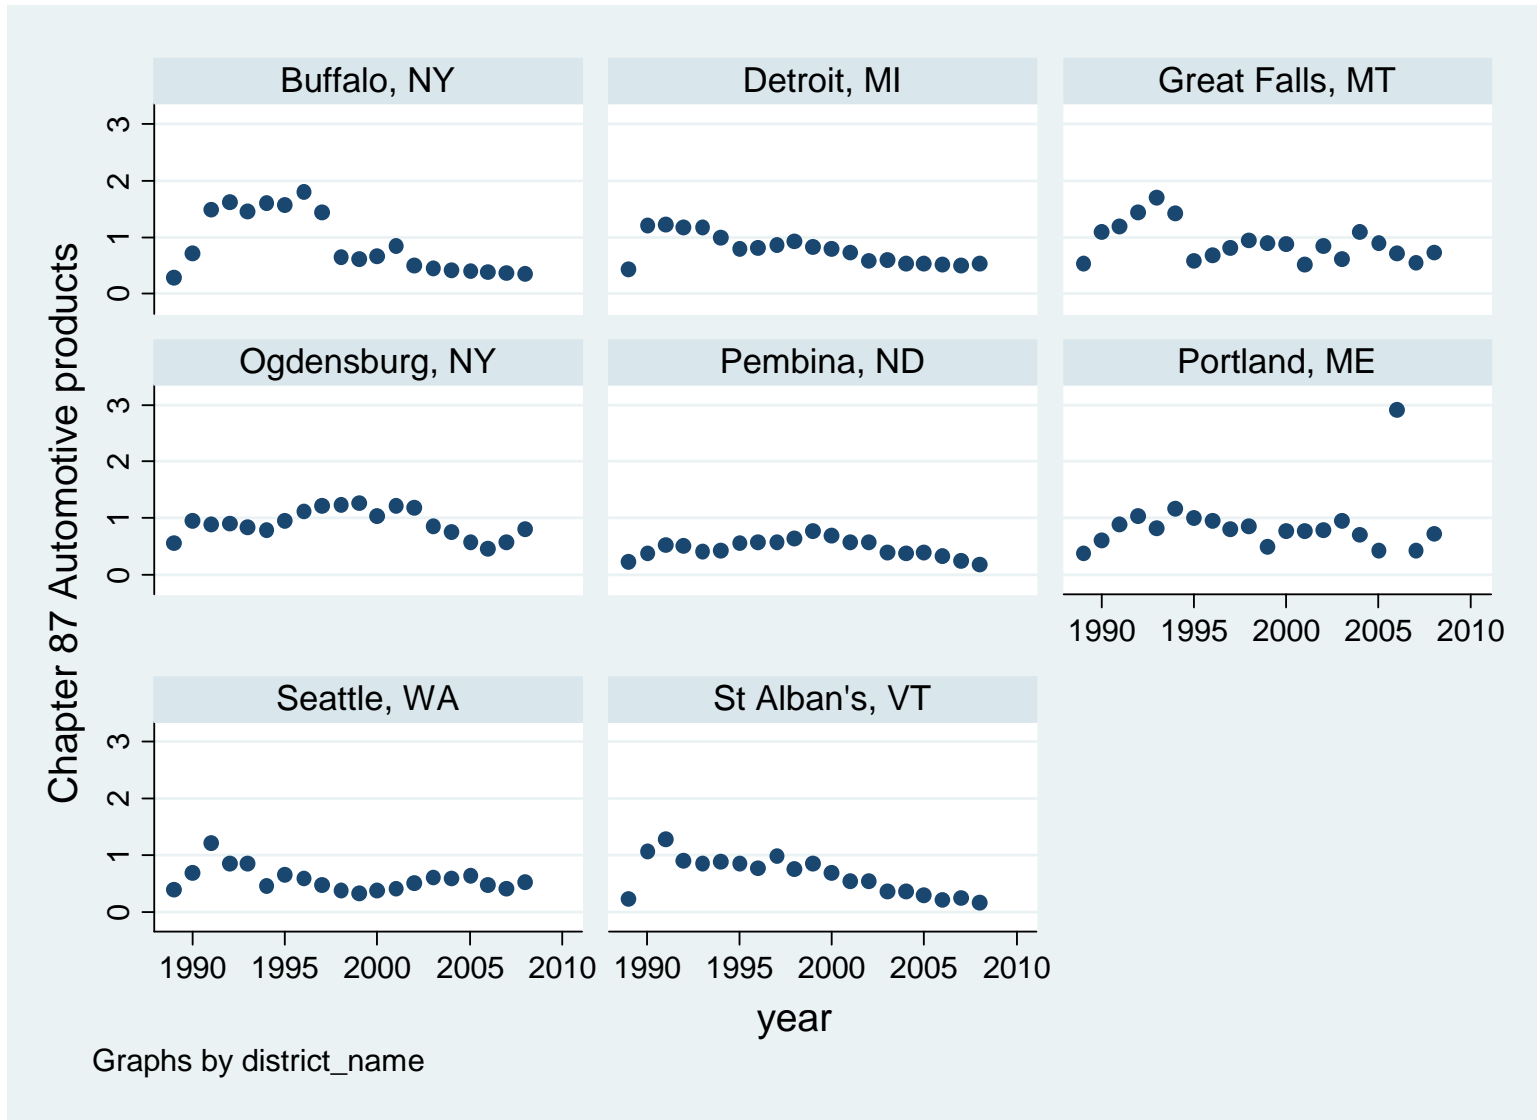 Buffalo, NY
Detroit, MI
Great Falls, MT
3
2
1
0
Ogdensburg, NY
Pembina, ND
Portland, ME
3
2
1
0
1990 1995 2000 2005 2010
Seattle, WA
St Alban's, VT
3
2
1
0
1990 1995 2000 2005 2010
1990 1995 2000 2005 2010
Chapter 87 Automotive products
year
Graphs by district_name